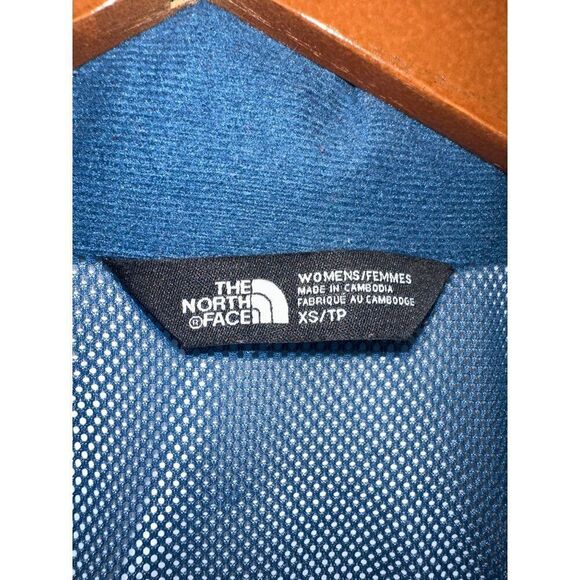 THE
NORTH
®FACE
WOMENS/FEMMES
MADE IN CAMBODIA
FABRIQUÉ AU CAMBODGE
XS/TP